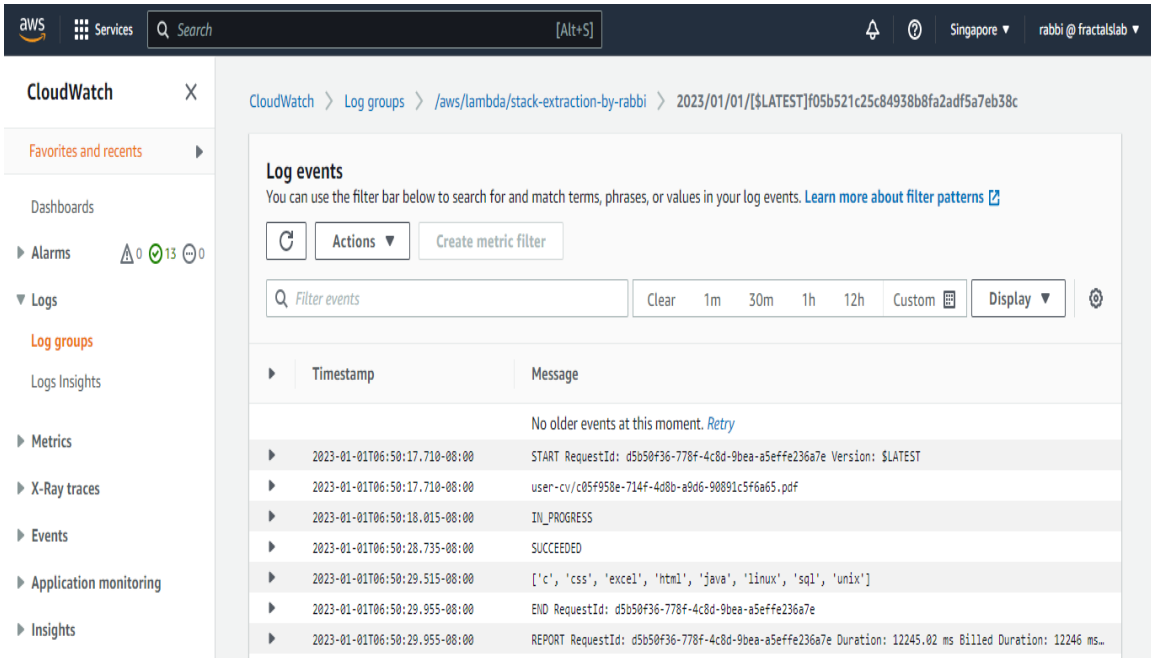 aws Services Search [Alt+S] Singapore ▼ rabbi @ fractalslab ▼
CloudWatch X
Favorites and recents
Dashboards
Alarms 0 13 0
Logs
Log groups
Logs Insights
Metrics
X-Ray traces
Events
Application monitoring
Insights
CloudWatch > Log groups > /aws/lambda/stack-extraction-by-rabbi > 2023/01/01/[$LATEST]f05b521c25c84938b8fa2adf5a7eb38c
Log events
You can use the filter bar below to search for and match terms, phrases, or values in your log events. Learn more about filter patterns
Actions ▼ Create metric filter
Filter events Clear 1m 30m 1h 12h Custom Display ▼
Timestamp Message
No older events at this moment. Retry
2023-01-01T06:50:17.710-08:00 START RequestId: d5b50f36-778f-4c8d-9bea-a5effe236a7e Version: $LATEST
2023-01-01T06:50:17.710-08:00 user-cv/c05f958e-714f-4d8b-a9d6-90891c5f6a65.pdf
2023-01-01T06:50:18.015-08:00 IN_PROGRESS
2023-01-01T06:50:28.735-08:00 SUCCEEDED
2023-01-01T06:50:29.515-08:00 ['c', 'css', 'excel', 'html', 'java', 'linux', 'sql', 'unix']
2023-01-01T06:50:29.955-08:00 END RequestId: d5b50f36-778f-4c8d-9bea-a5effe236a7e
2023-01-01T06:50:29.955-08:00 REPORT RequestId: d5b50f36-778f-4c8d-9bea-a5effe236a7e Duration: 12245.02 ms Billed Duration: 12246 ms…